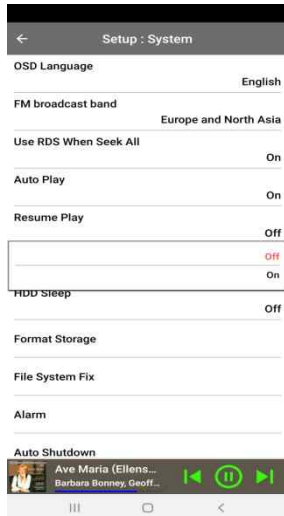 Setup : System
OSD Language
English
FM broadcast band
Europe and North Asia
Use RDS When Seek All
On
Auto Play
On
Resume Play
Off
Off
On
HDD Sleep
Off
Format Storage
File System Fix
Alarm
Auto Shutdown
Ave Maria (Ellens...
Barbara Bonney, Geoff..